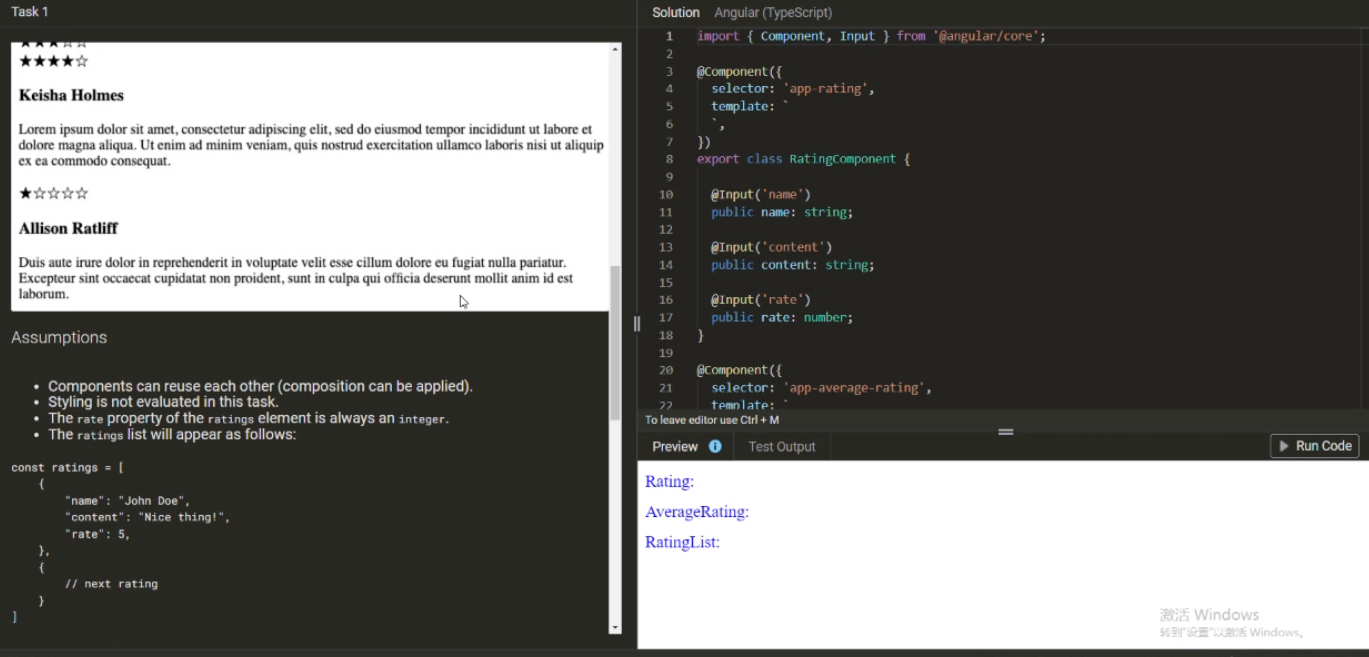 Task 1
★★★☆☆
★★★★☆
Keisha Holmes
Lorem ipsum dolor sit amet, consectetur adipiscing elit, sed do eiusmod tempor incididunt ut labore et
dolore magna aliqua. Ut enim ad minim veniam, quis nostrud exercitation ullamco laboris nisi ut aliquip
ex ea commodo consequat.
★☆☆☆☆
Allison Ratliff
Duis aute irure dolor in reprehenderit in voluptate velit esse cillum dolore eu fugiat nulla pariatur.
Excepteur sint occaecat cupidatat non proident, sunt in culpa qui officia deserunt mollit anim id est
laborum.
Assumptions
• Components can reuse each other (composition can be applied).
• Styling is not evaluated in this task.
• The rate property of the ratings element is always an integer.
• The ratings list will appear as follows:
const ratings = [
{
"name": "John Doe",
"content": "Nice thing!",
"rate": 5,
},
{
// next rating
}
]
Solution Angular (TypeScript)
1 import { Component, Input } from '@angular/core';
2
3 @Component({
4 selector: 'app-rating',
5 template: `
6 `,
7 })
8 export class RatingComponent {
9
10 @Input('name')
11 public name: string;
12
13 @Input('content')
14 public content: string;
15
16 @Input('rate')
17 public rate: number;
18 }
19
20 @Component({
21 selector: 'app-average-rating',
22 template: `
To leave editor use Ctrl + M
Preview Test Output Run Code
Rating:
AverageRating:
RatingList:
激活 Windows
转到"设置"以激活 Windows。